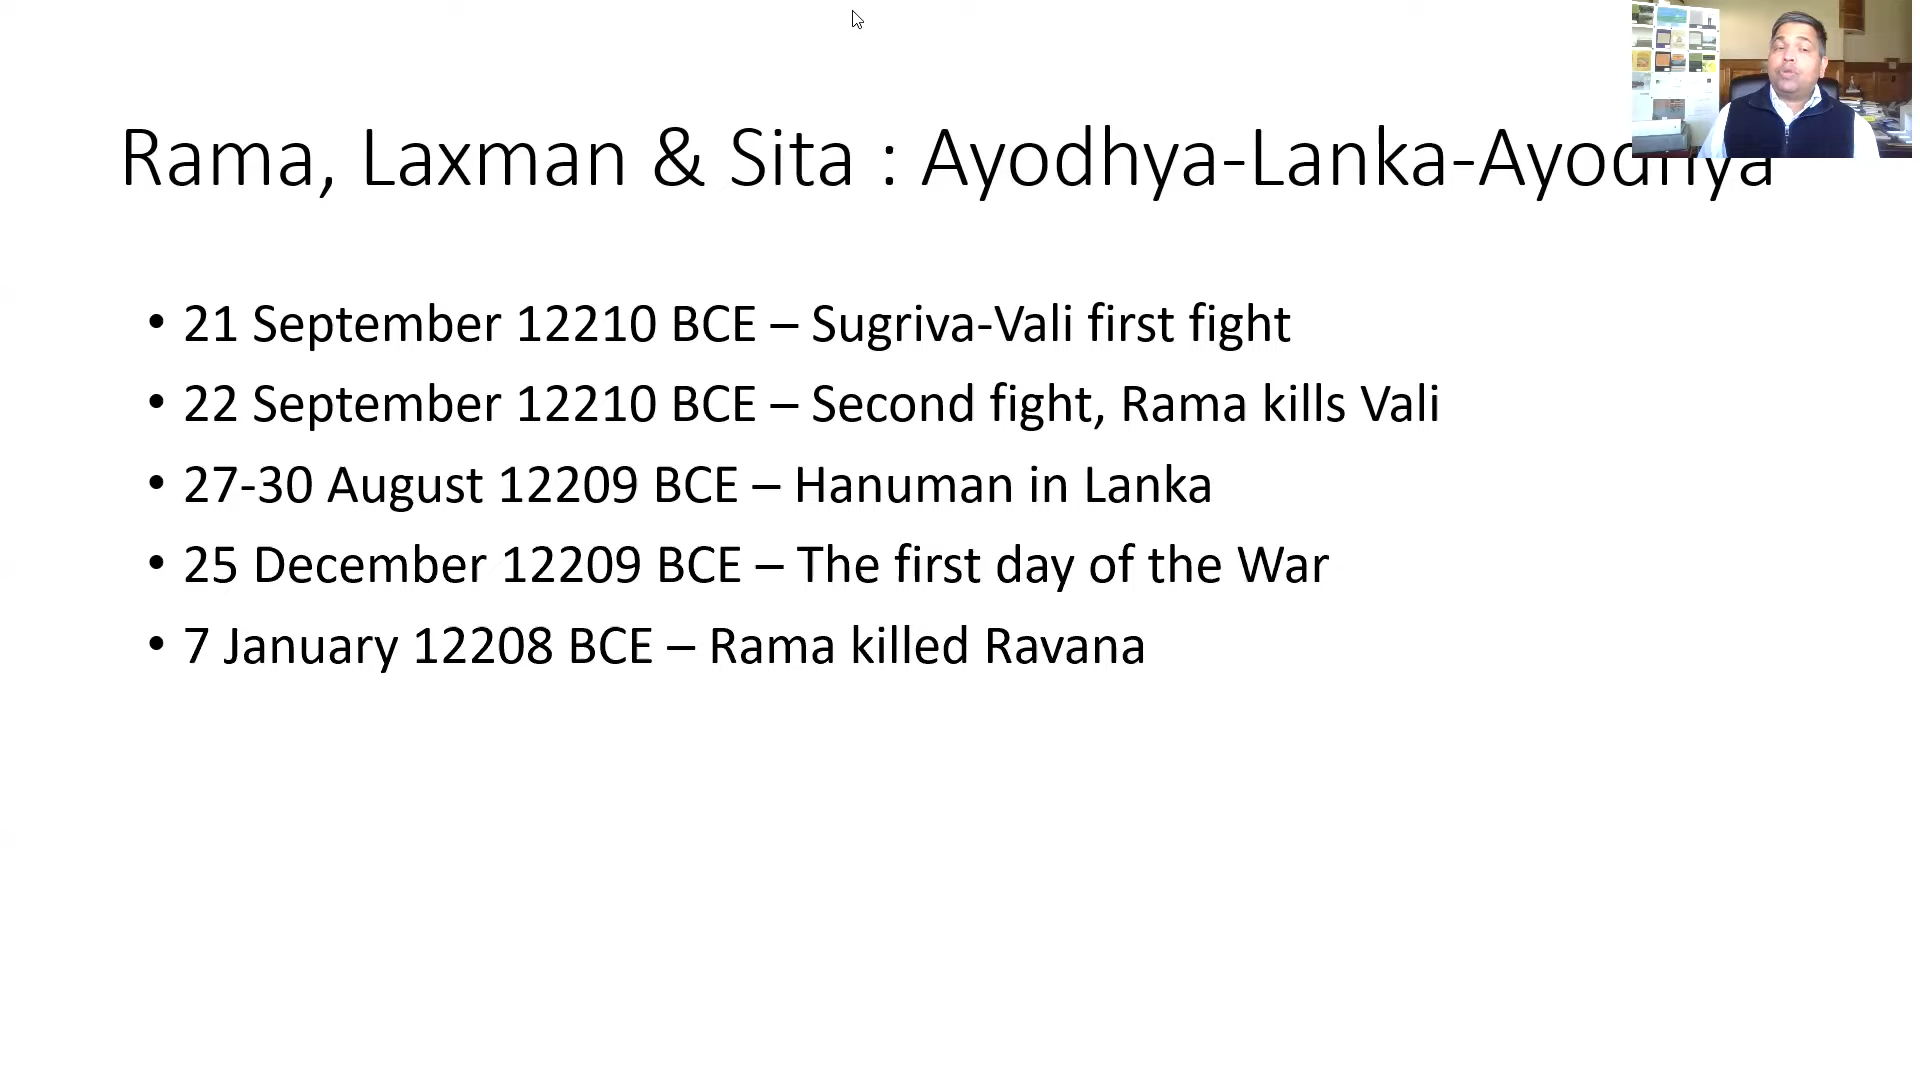 Rama, Laxman & Sita : Ayodhya-Lanka-Ayodhya
• 21 September 12210 BCE – Sugriva-Vali first fight
• 22 September 12210 BCE – Second fight, Rama kills Vali
• 27-30 August 12209 BCE – Hanuman in Lanka
• 25 December 12209 BCE – The first day of the War
• 7 January 12208 BCE – Rama killed Ravana